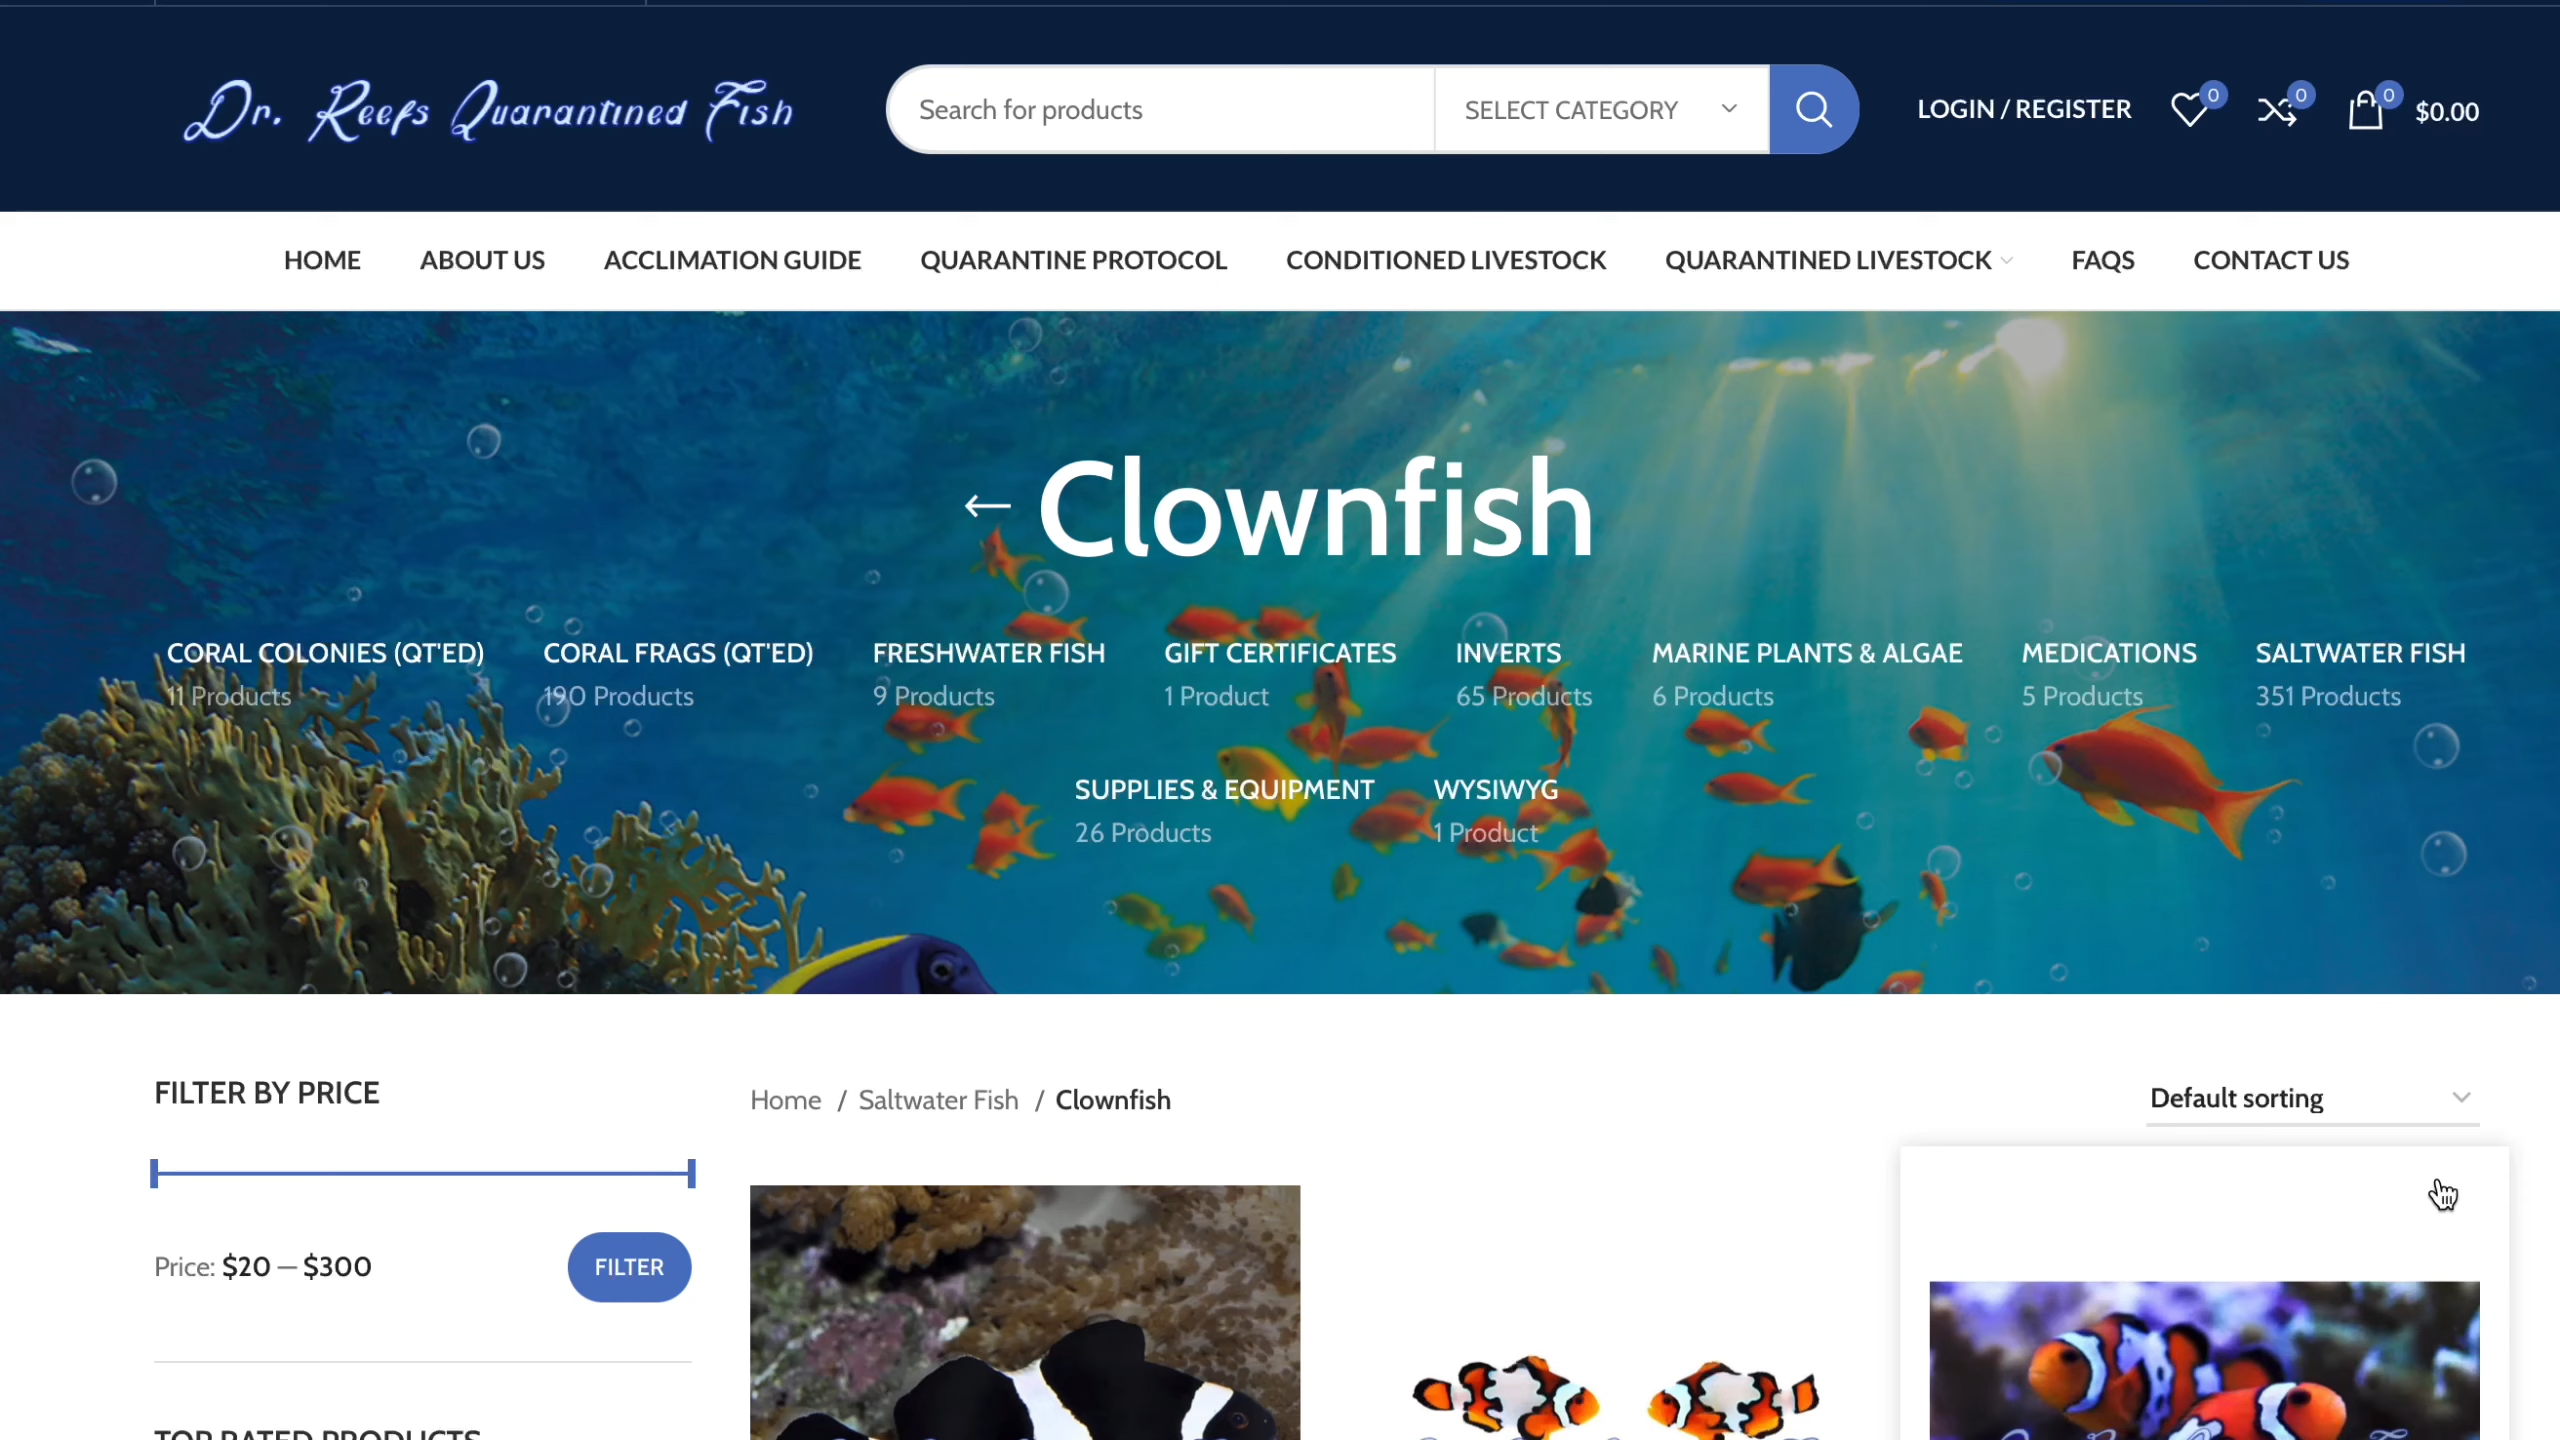 Dr. Reefs Quarantined Fish
Search for products
SELECT CATEGORY
LOGIN / REGISTER
0
0
0
$0.00
HOME
ABOUT US
ACCLIMATION GUIDE
QUARANTINE PROTOCOL
CONDITIONED LIVESTOCK
QUARANTINED LIVESTOCK
FAQS
CONTACT US
Clownfish
CORAL COLONIES (QT'ED)
11 Products
CORAL FRAGS (QT'ED)
190 Products
FRESHWATER FISH
9 Products
GIFT CERTIFICATES
1 Product
INVERTS
65 Products
MARINE PLANTS & ALGAE
6 Products
MEDICATIONS
5 Products
SALTWATER FISH
351 Products
SUPPLIES & EQUIPMENT
26 Products
WYSIWYG
1 Product
FILTER BY PRICE
Price: $20 — $300
FILTER
Home / Saltwater Fish / Clownfish
Default sorting
TOP RATED PRODUCTS